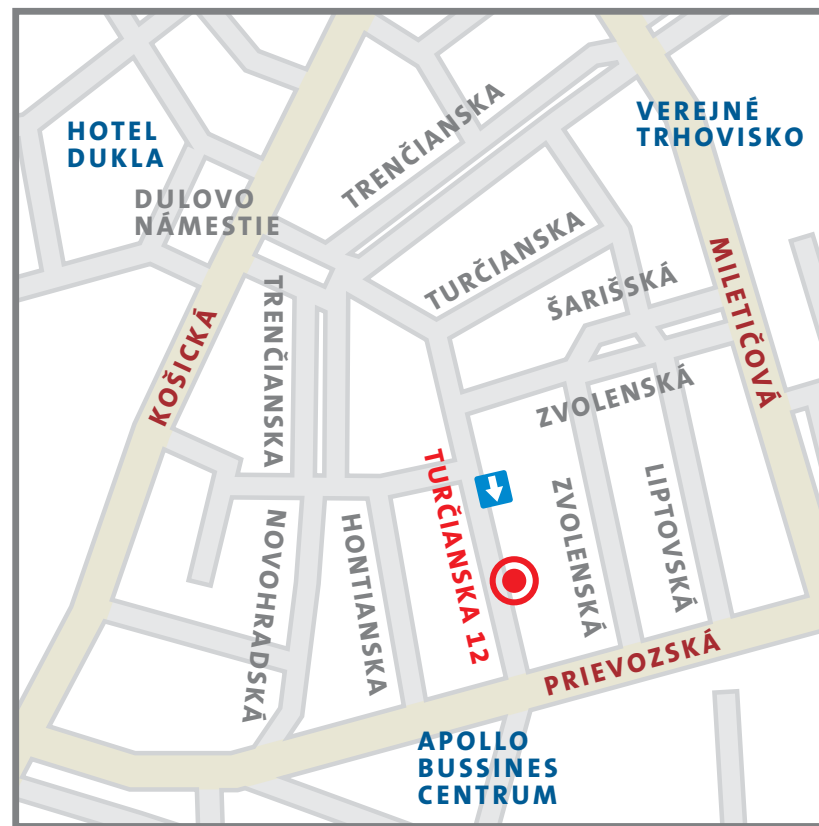 HOTEL
DUKLA
VEREJNÉ
TRHOVISKO
TRENČIANSKA
DULOVO
NÁMESTIE
TURČIANSKA
ŠARIŠSKÁ
MILETIČOVÁ
TRENČIANSKA
KOŠICKÁ
ZVOLENSKÁ
TURČIANSKA 12
ZVOLENSKÁ
LIPTOVSKÁ
NOVOHRADSKÁ
HONTIANSKA
PRIEVOZSKÁ
APOLLO
BUSSINES
CENTRUM